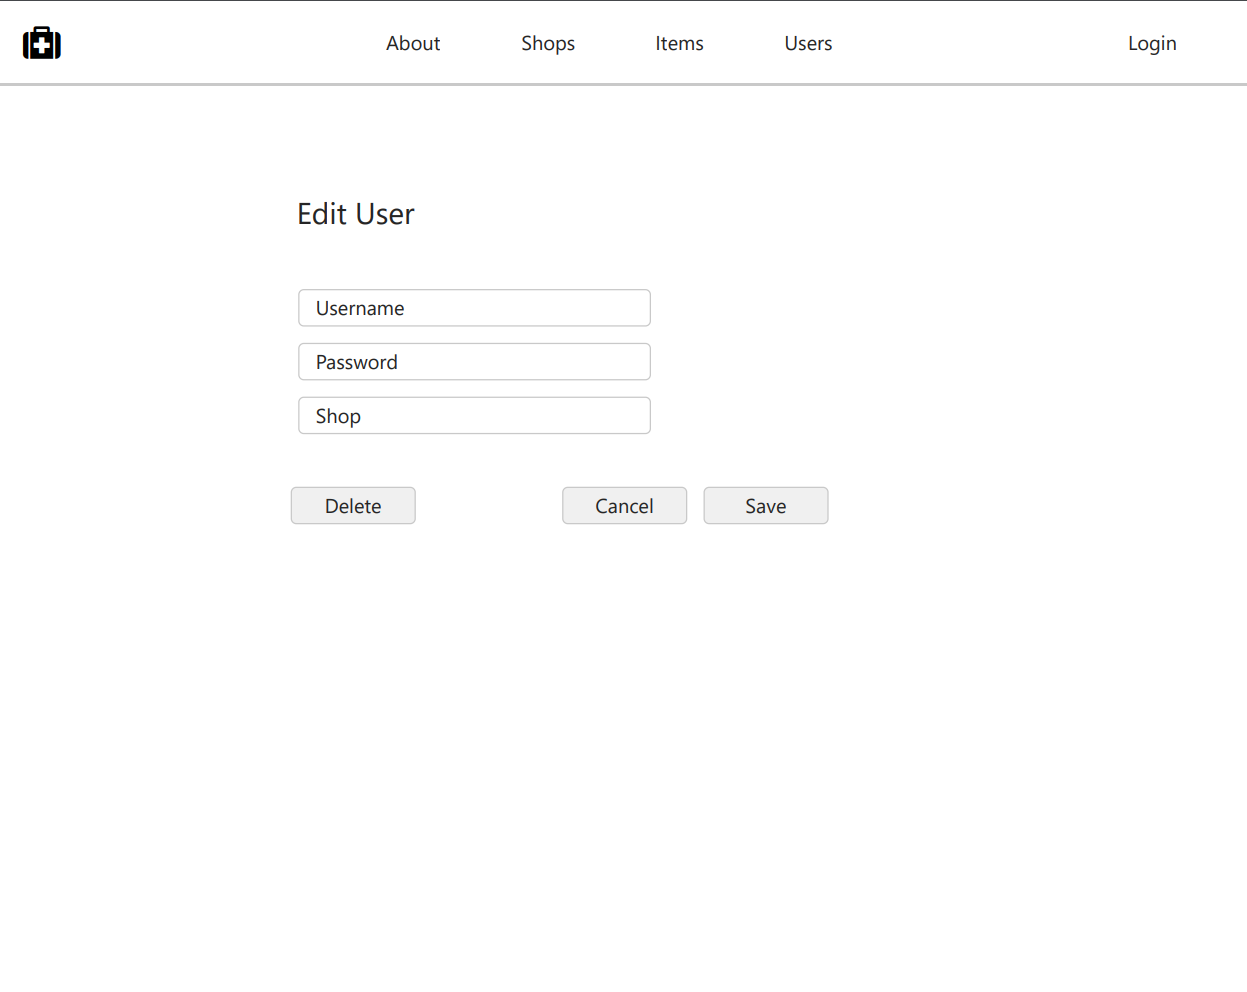 About Shops Items Users Login
Edit User
Username
Password
Shop
Delete Cancel Save